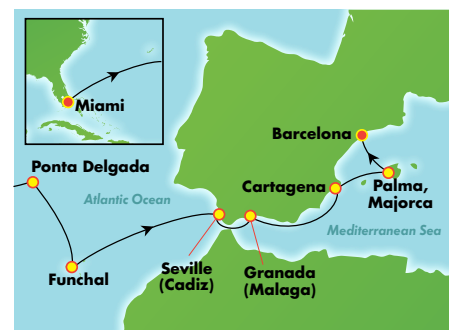 Miami
Barcelona
Ponta Delgada
Cartagena
Palma,
Majorca
Atlantic Ocean
Mediterranean Sea
Funchal
Seville
(Cadiz)
Granada
(Malaga)